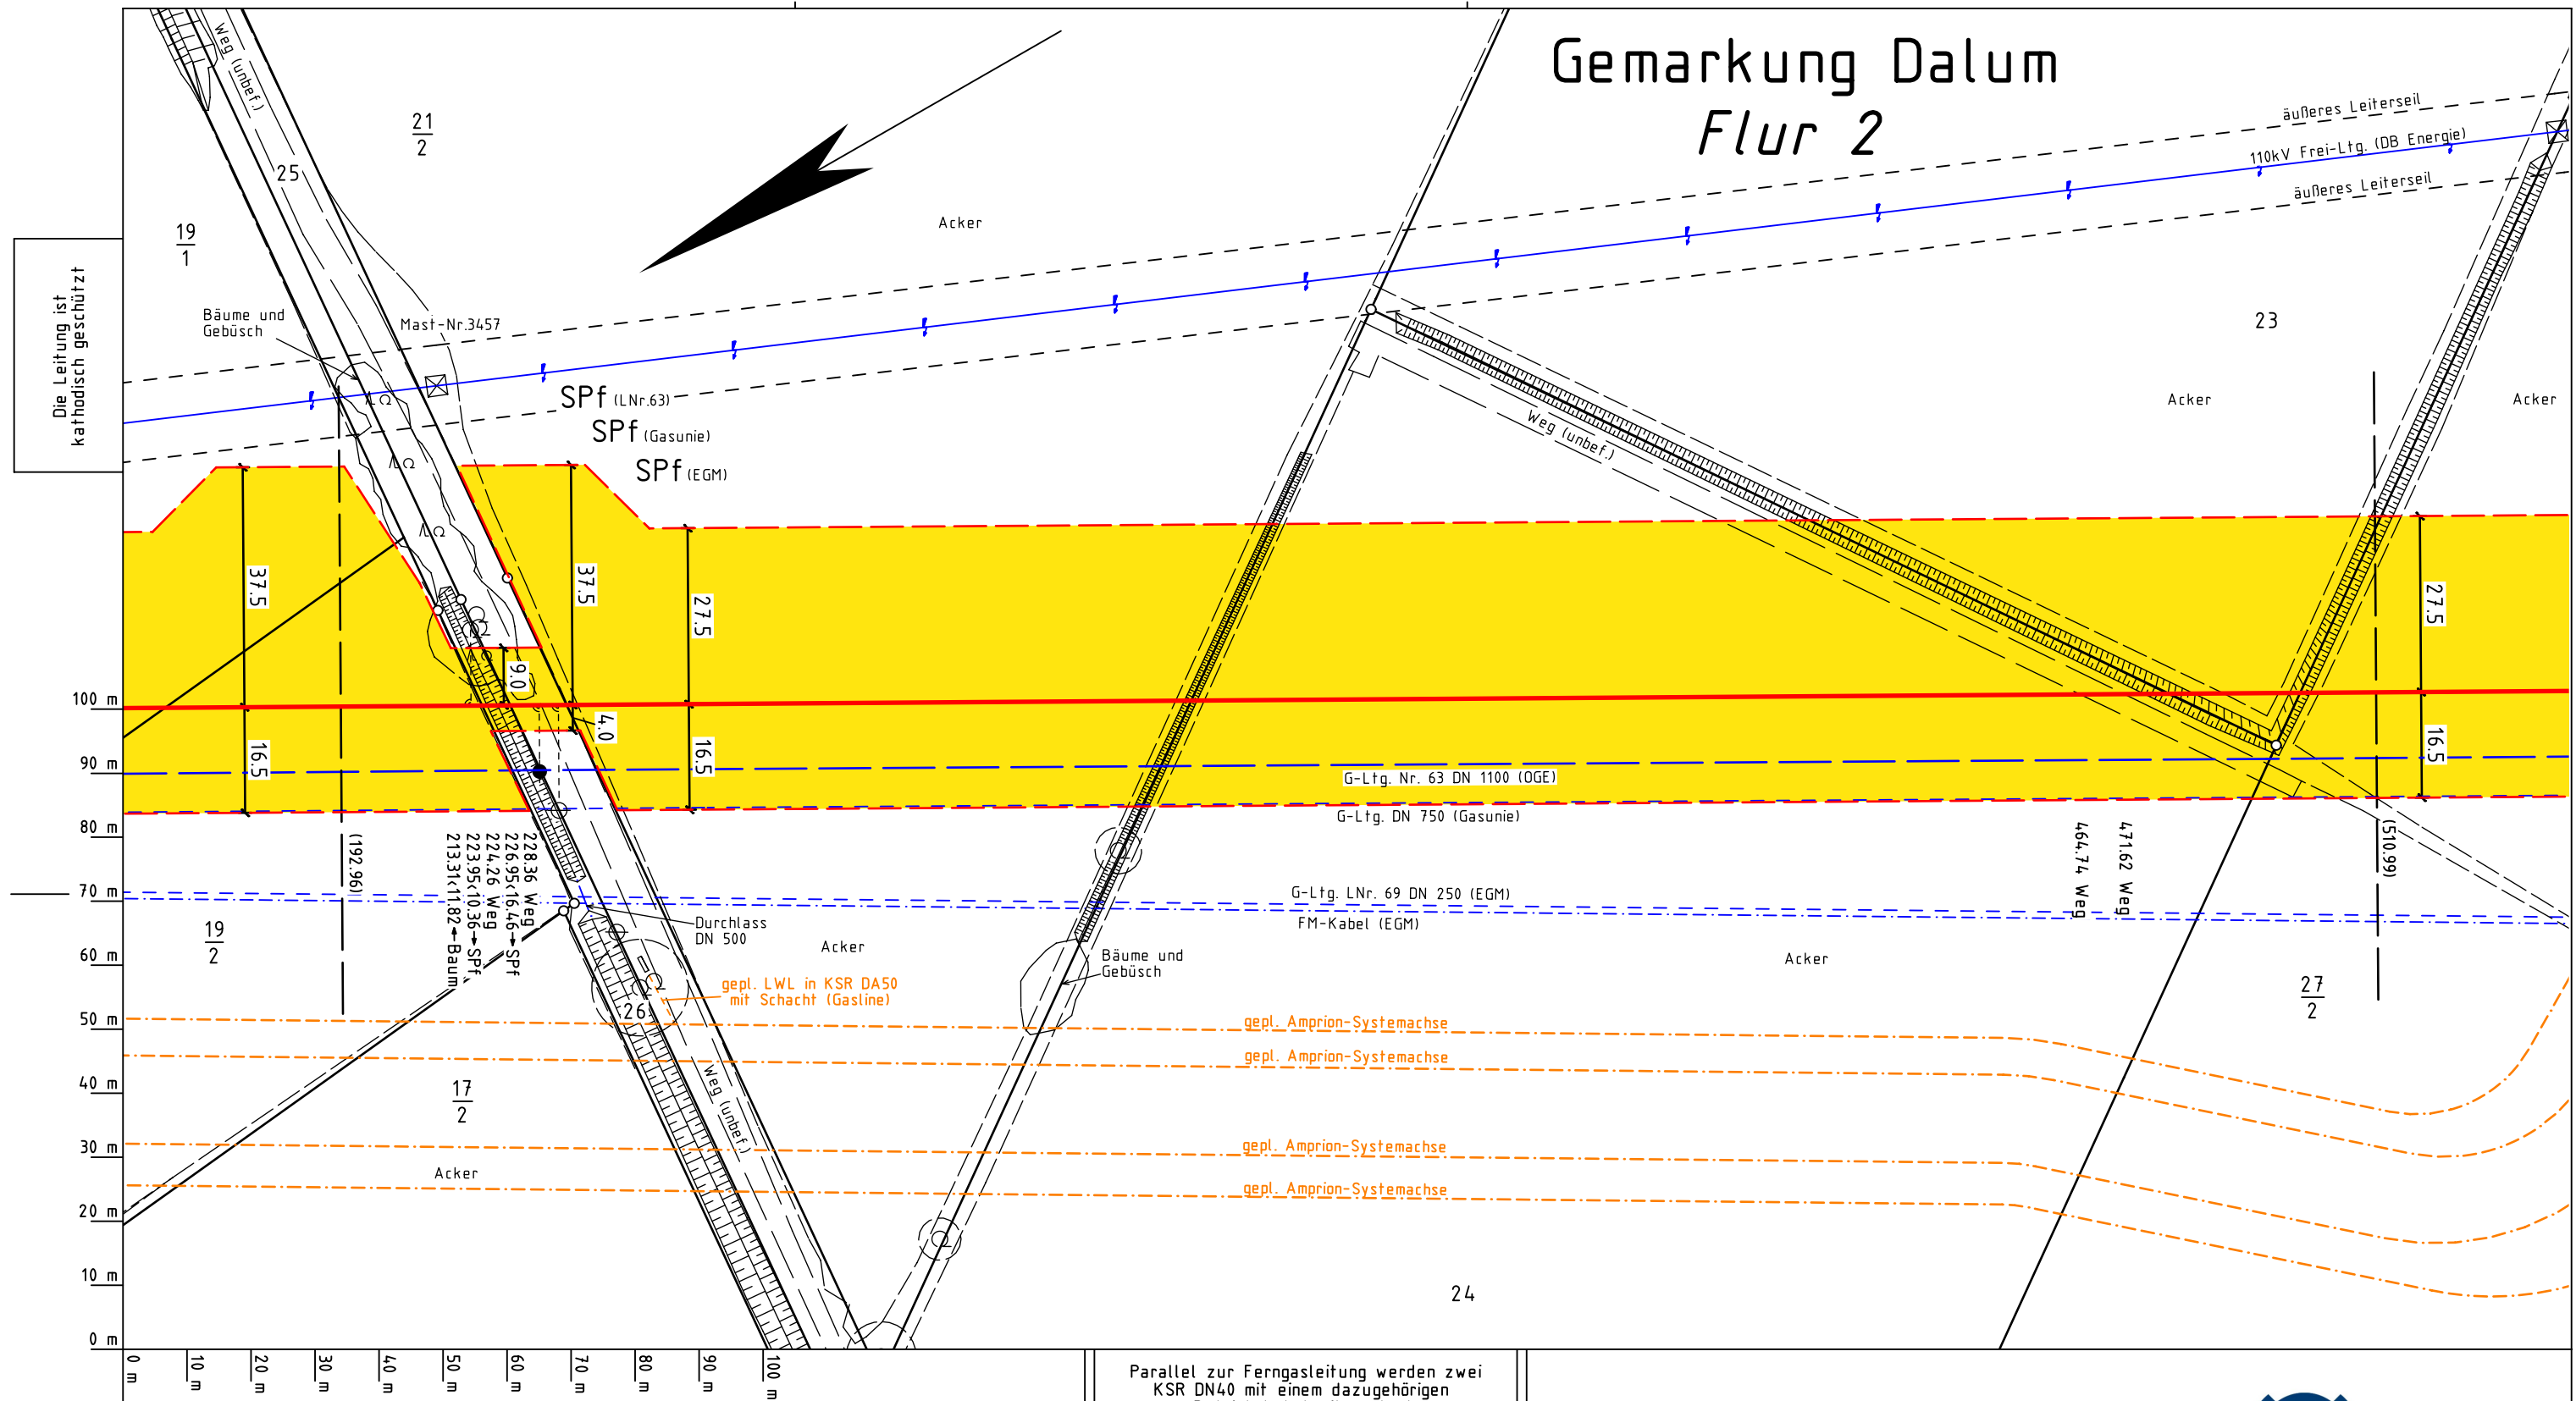 Gemarkung Dalum
Flur 2
Weg (unbef.)
21
2
25
19
1
Acker
äußeres Leiterseil
110kV Frei-Ltg. (DB Energie)
äußeres Leiterseil
Die Leitung ist
kathodisch geschützt
Bäume und
Gebüsch
Mast-Nr.3457
SPf (LNr.63)
SPf (Gasunie)
SPf (EGM)
23
Acker
Acker
Weg (unbef.)
37.5
37.5
27.5
27.5
9.0
4.0
16.5
16.5
16.5
G-Ltg. Nr. 63 DN 1100 (OGE)
G-Ltg. DN 750 (Gasunie)
(192.96)
213.31<11.82 Baum
223.95<10.36 SPf
224.26 Weg
226.95<16.46 SPf
228.36 Weg
464.74 Weg
471.62 Weg
(510.99)
G-Ltg. LNr. 69 DN 250 (EGM)
FM-Kabel (EGM)
Durchlass
DN 500
19
2
Acker
Bäume und
Gebüsch
Acker
gepl. LWL in KSR DA50
mit Schacht (Gasline)
26
27
2
gepl. Amprion-Systemachse
gepl. Amprion-Systemachse
gepl. Amprion-Systemachse
gepl. Amprion-Systemachse
17
2
Weg (unbef.)
Acker
24
100 m
90 m
80 m
70 m
60 m
50 m
40 m
30 m
20 m
10 m
0 m
0 m
10 m
20 m
30 m
40 m
50 m
60 m
70 m
80 m
90 m
100 m
Parallel zur Ferngasleitung werden zwei
KSR DN40 mit einem dazugehörigen